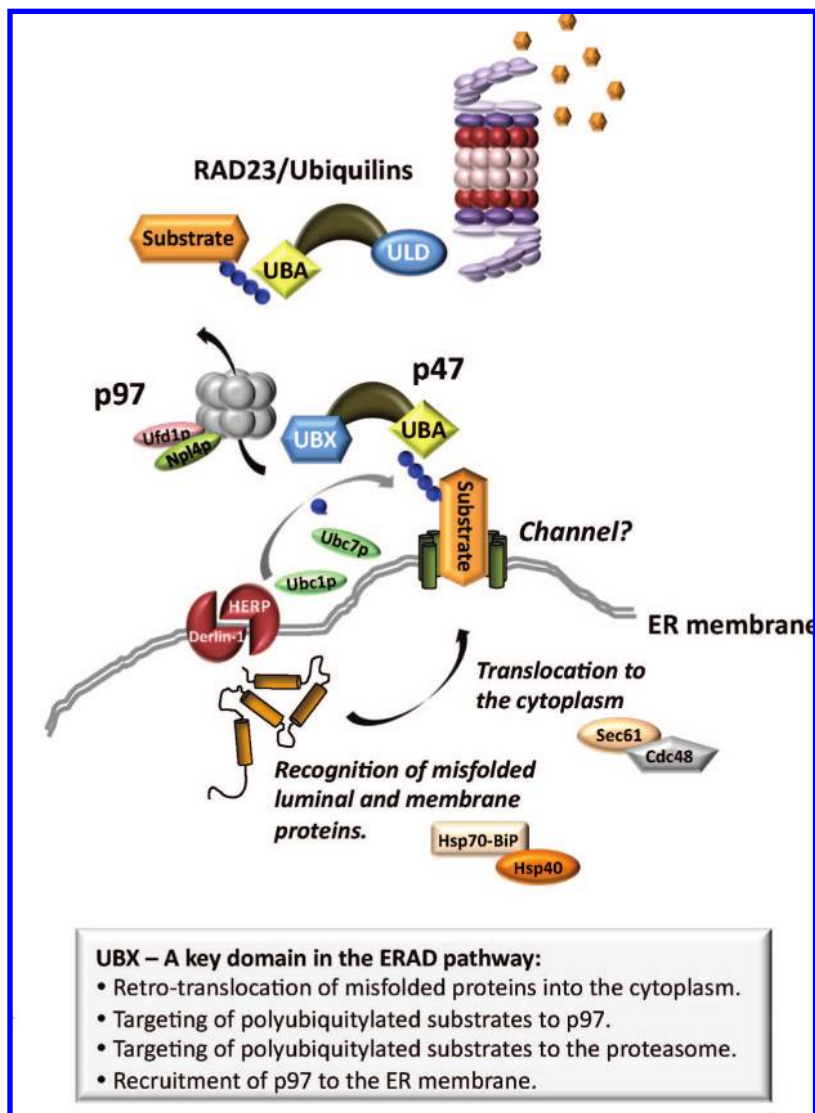 RAD23/Ubiquilins
Substrate
UBA
ULD
p97
p47
Ufd1p
Npl4p
UBX
UBA
Substrate
Channel?
Ubc7p
Ubc1p
HERP
Derlin-1
ER membrane
Translocation to
the cytoplasm
Sec61
Cdc48
Recognition of misfolded
luminal and membrane
proteins.
Hsp70-BiP
Hsp40
UBX – A key domain in the ERAD pathway:
• Retro-translocation of misfolded proteins into the cytoplasm.
• Targeting of polyubiquitylated substrates to p97.
• Targeting of polyubiquitylated substrates to the proteasome.
• Recruitment of p97 to the ER membrane.